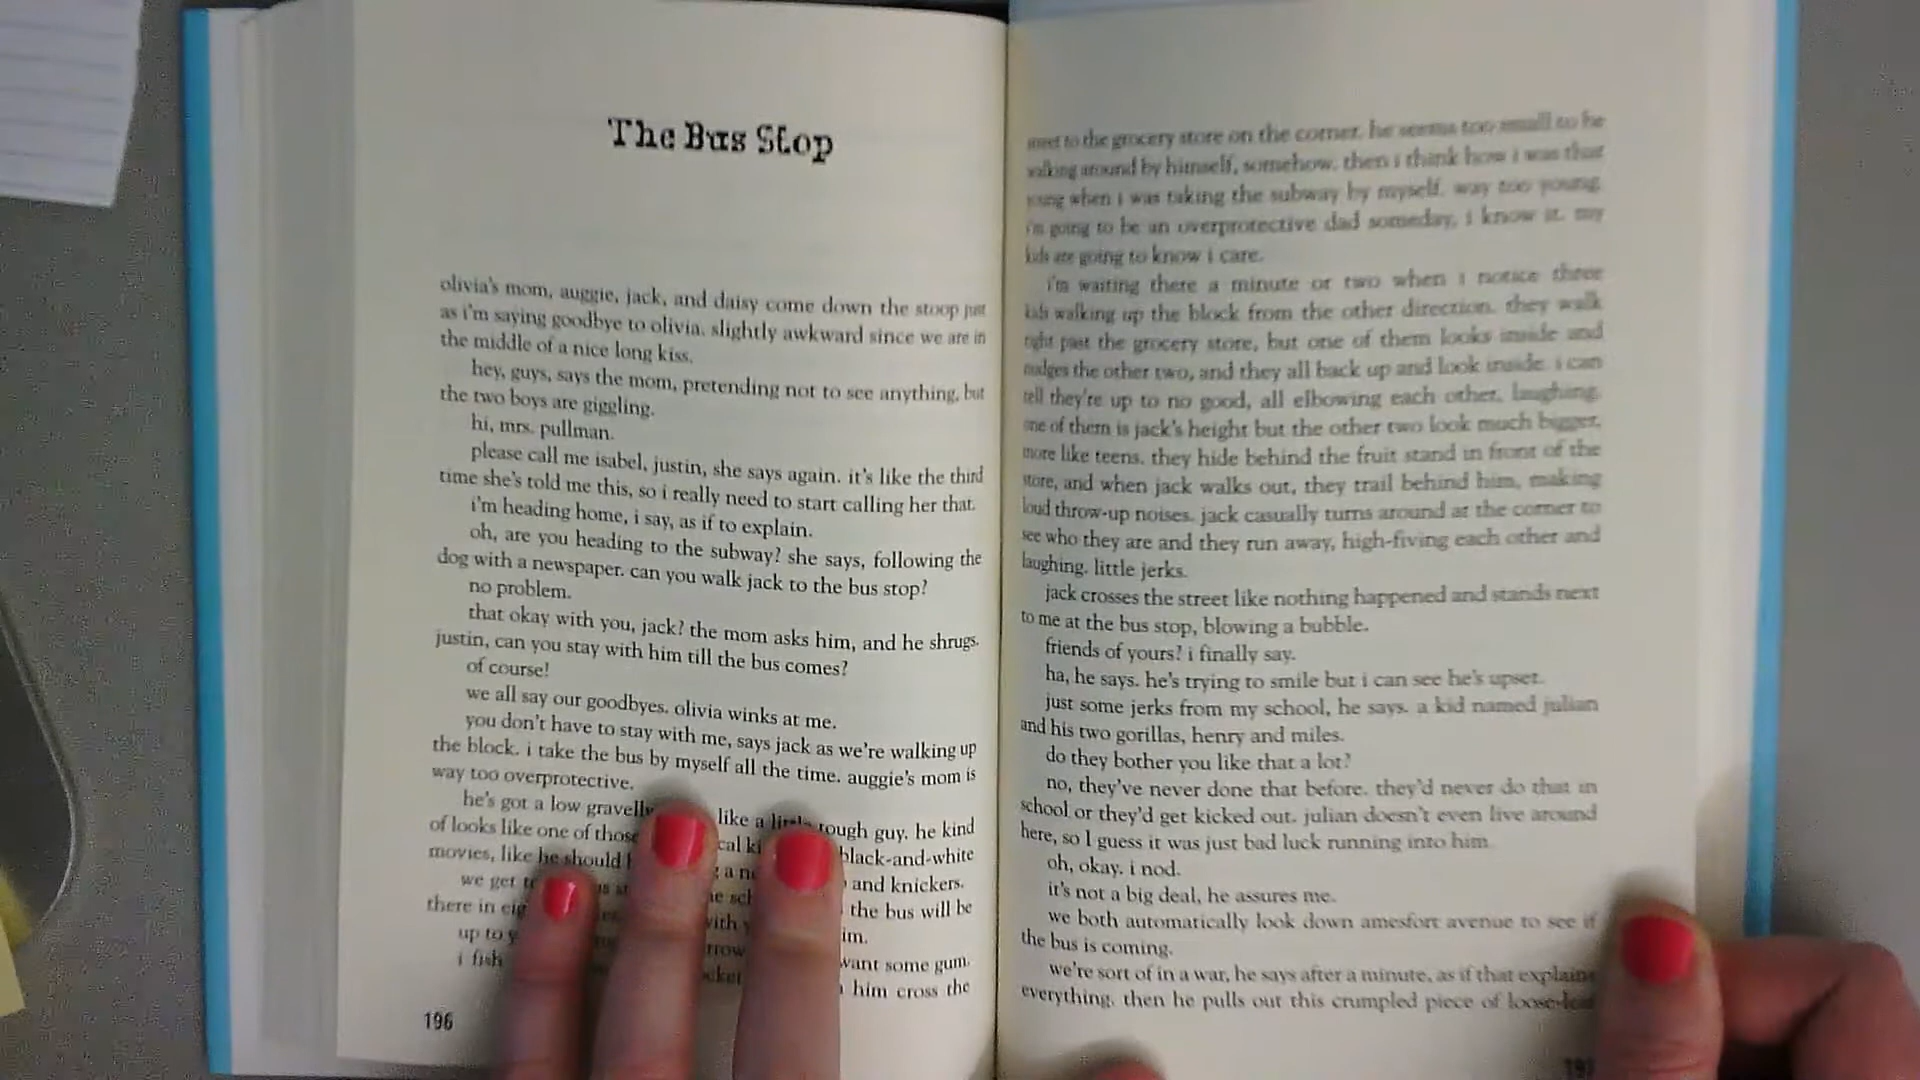 The Bus Stop
olivia's mom, auggie, jack, and daisy come down the stoop just
as i'm saying goodbye to olivia. slightly awkward since we are in
the middle of a nice long kiss.
hey, guys, says the mom, pretending not to see anything, but
the two boys are giggling.
hi, mrs. pullman.
please call me isabel, justin, she says again. it's like the third
time she's told me this, so i really need to start calling her that.
i'm heading home, i say, as if to explain.
oh, are you heading to the subway? she says, following the
dog with a newspaper. can you walk jack to the bus stop?
no problem.
that okay with you, jack? the mom asks him, and he shrugs.
justin, can you stay with him till the bus comes?
of course!
we all say our goodbyes. olivia winks at me.
you don't have to stay with me, says jack as we're walking up
the block. i take the bus by myself all the time. auggie's mom is
way too overprotective.
he's got a low gravelly like a little tough guy. he kind
of looks like one of those black-and-white
movies, like he should a and knickers.
we get the bus will be
there in
up to
i fish want some gum.
him cross the
196
street to the grocery store on the corner. he seems too small to be
walking around by himself, somehow. then i think how i was that
young when i was taking the subway by myself. way too young.
i'm going to be an overprotective dad someday, i know it. my
kids are going to know i care.
i'm waiting there a minute or two when i notice three
kids walking up the block from the other direction. they walk
right past the grocery store, but one of them looks inside and
nudges the other two, and they all back up and look inside. i can
tell they're up to no good, all elbowing each other, laughing.
one of them is jack's height but the other two look much bigger,
more like teens. they hide behind the fruit stand in front of the
store, and when jack walks out, they trail behind him, making
loud throw-up noises. jack casually turns around at the corner to
see who they are and they run away, high-fiving each other and
laughing. little jerks.
jack crosses the street like nothing happened and stands next
to me at the bus stop, blowing a bubble.
friends of yours? i finally say.
ha, he says. he's trying to smile but i can see he's upset.
just some jerks from my school, he says. a kid named julian
and his two gorillas, henry and miles.
do they bother you like that a lot?
no, they've never done that before. they'd never do that in
school or they'd get kicked out. julian doesn't even live around
here, so I guess it was just bad luck running into him.
oh, okay. i nod.
it's not a big deal, he assures me.
we both automatically look down amesfort avenue to see if
the bus is coming.
we're sort of in a war, he says after a minute, as if that explains
everything. then he pulls out this crumpled piece of loose-leaf